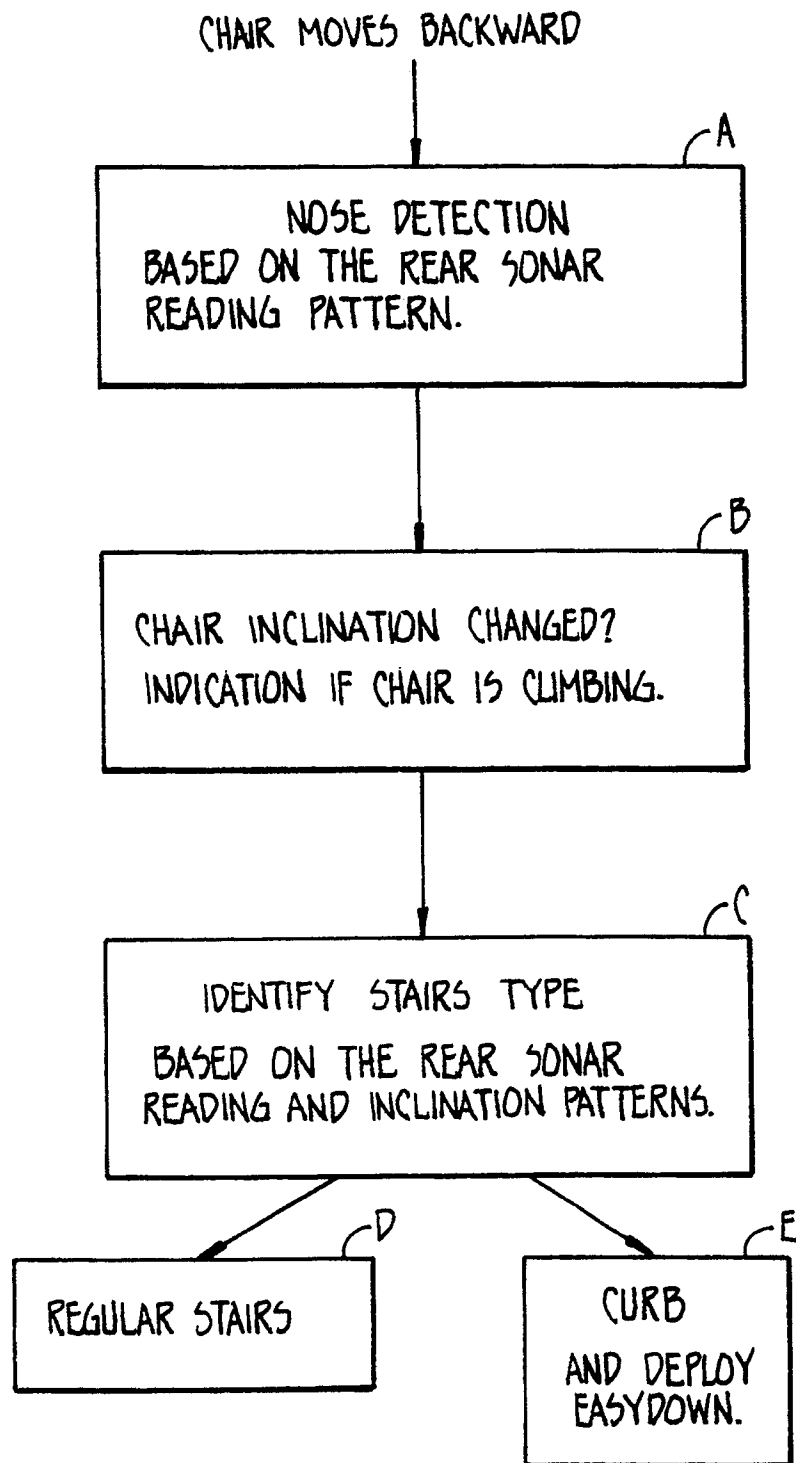 CHAIR MOVES BACKWARD
A
NOSE DETECTION
BASED ON THE REAR SONAR
READING PATTERN.
B
CHAIR INCLINATION CHANGED?
INDICATION IF CHAIR IS CLIMBING.
C
IDENTIFY STAIRS TYPE
BASED ON THE REAR SONAR
READING AND INCLINATION PATTERNS.
D
REGULAR STAIRS
E
CURB
AND DEPLOY
EASYDOWN.